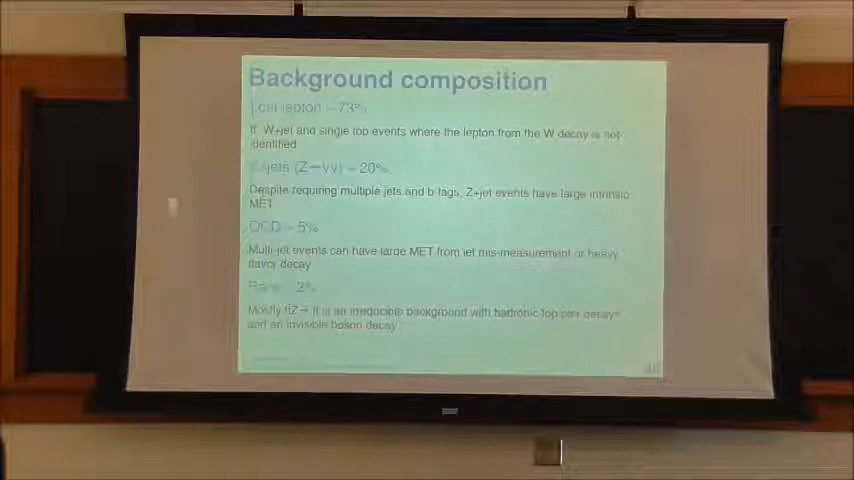 Background composition
Lost lepton ~ 73%
tt̄, W+jet and single top events where the lepton from the W decay is not
identified
Z+jets (Z→νν) ~ 20%
Despite requiring multiple jets and b tags, Z+jet events have large intrinsic
MET
QCD ~ 5%
Multi-jet events can have large MET from jet mis-measurement or heavy
flavor decay
Rare ~ 2%
Mostly tt̄Z → It is an irreducible background with hadronic top pair decays
and an invisible boson decay